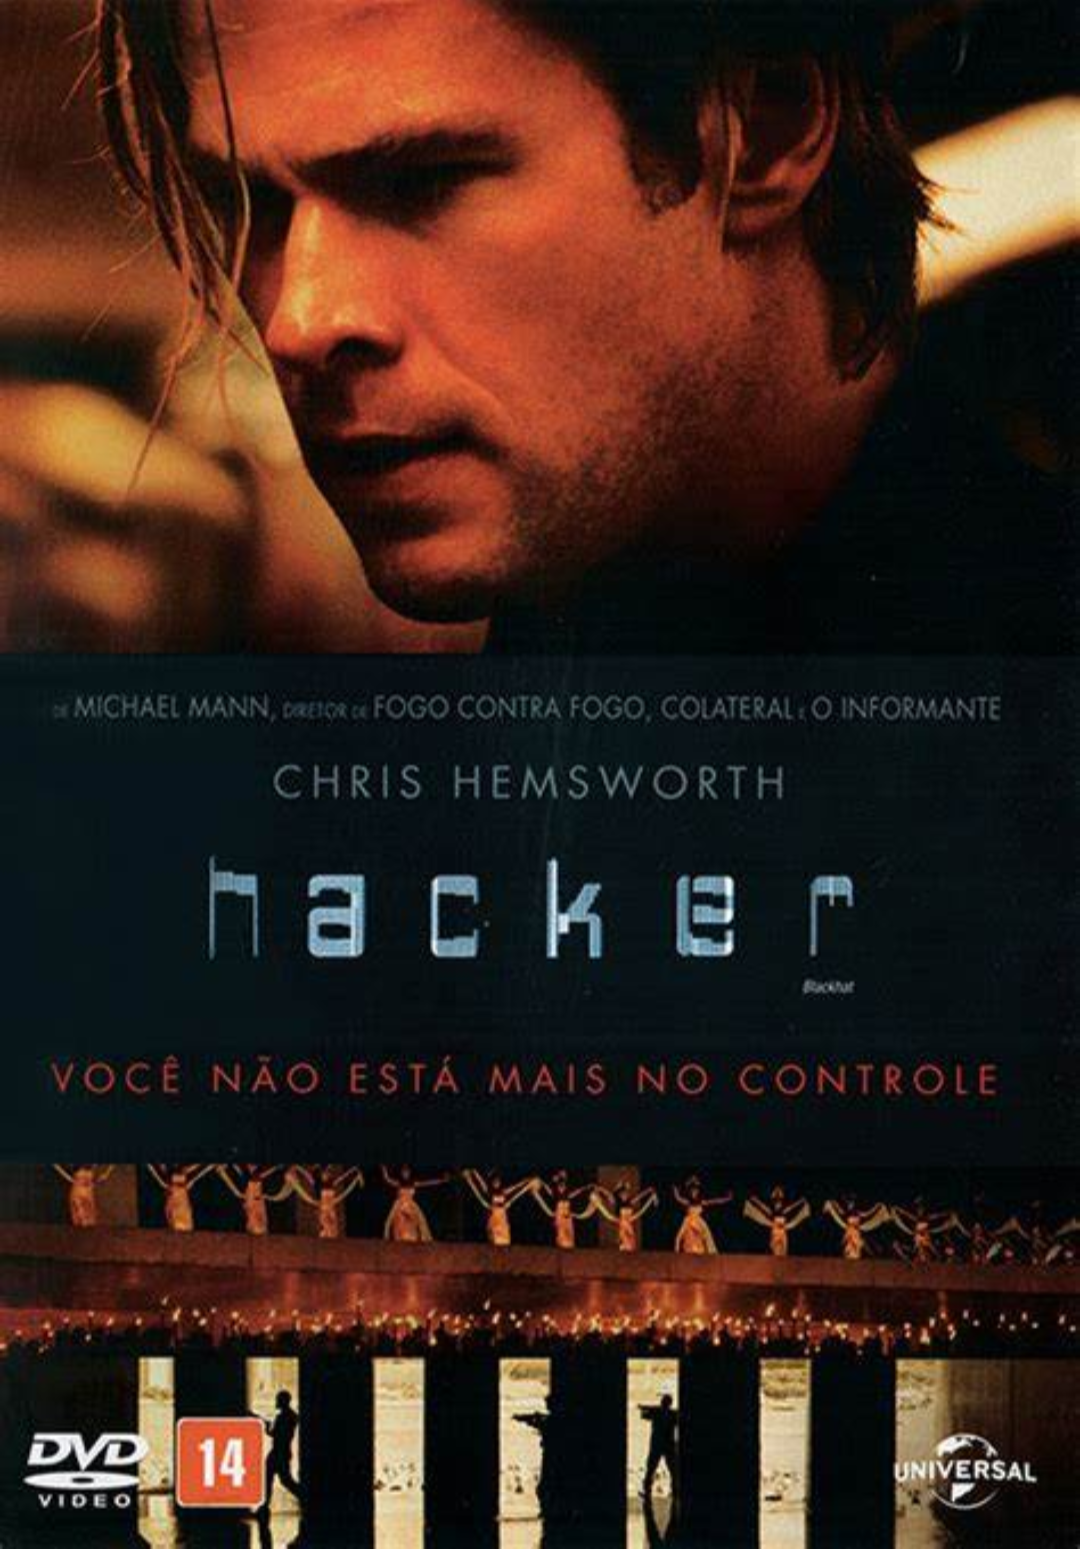 DE MICHAEL MANN, DIRETOR DE FOGO CONTRA FOGO, COLATERAL E O INFORMANTE
CHRIS HEMSWORTH
hacker
Blackhat
VOCÊ NÃO ESTÁ MAIS NO CONTROLE
DVD
VIDEO
14
UNIVERSAL